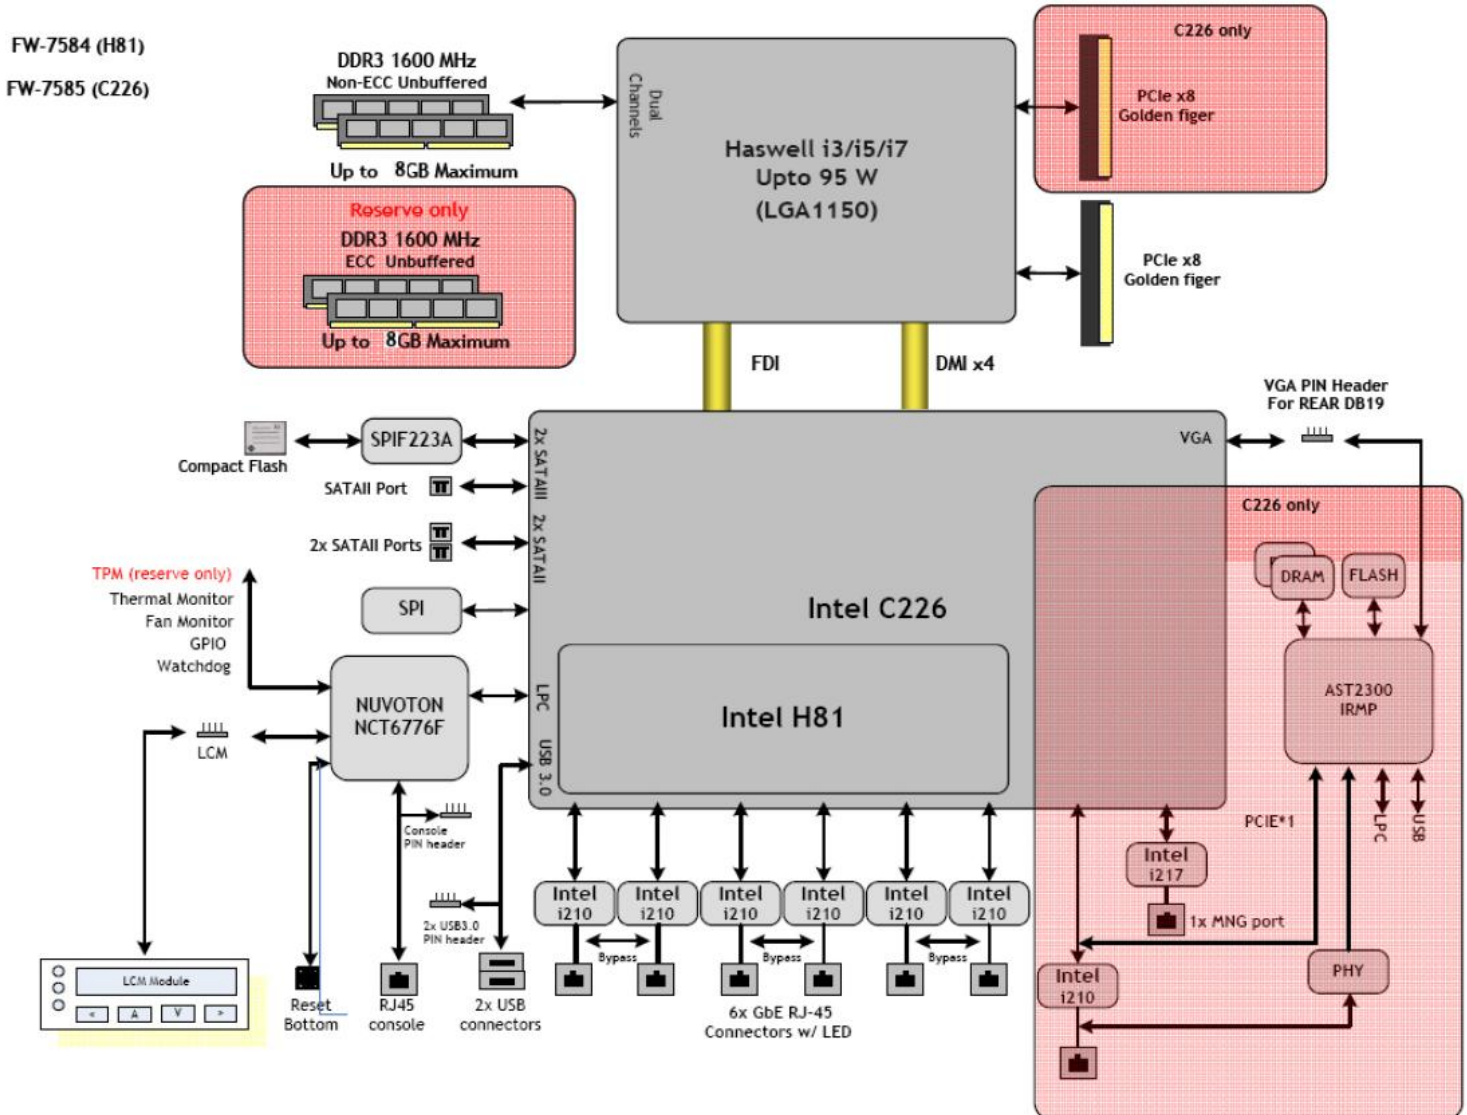 FW-7584 (H81)
FW-7585 (C226)
DDR3 1600 MHz
Non-ECC Unbuffered
Up to 8GB Maximum
Reserve only
DDR3 1600 MHz
ECC Unbuffered
Up to 8GB Maximum
Dual
Channels
Haswell i3/i5/i7
Upto 95 W
(LGA1150)
C226 only
PCIe x8
Golden figer
PCIe x8
Golden figer
FDI
DMI x4
VGA PIN Header
For REAR DB19
VGA
Compact Flash
SPIF223A
2x SATAIII
SATAII Port
2x SATAII Ports
2x SATAII
SPI
TPM (reserve only)
Thermal Monitor
Fan Monitor
GPIO
Watchdog
NUVOTON
NCT6776F
LPC
USB 3.0
LCM
Intel C226
Intel H81
C226 only
DRAM
FLASH
AST2300
IRMP
PCIE*1
LPC
USB
Console
PIN header
2x USB3.0
PIN header
Intel
i210
Intel
i210
Intel
i210
Intel
i210
Intel
i210
Intel
i210
Bypass
Bypass
Bypass
Intel
i217
1x MNG port
Intel
i210
PHY
LCM Module
« A V »
Reset
Bottom
RJ45
console
2x USB
connectors
6x GbE RJ-45
Connectors w/ LED